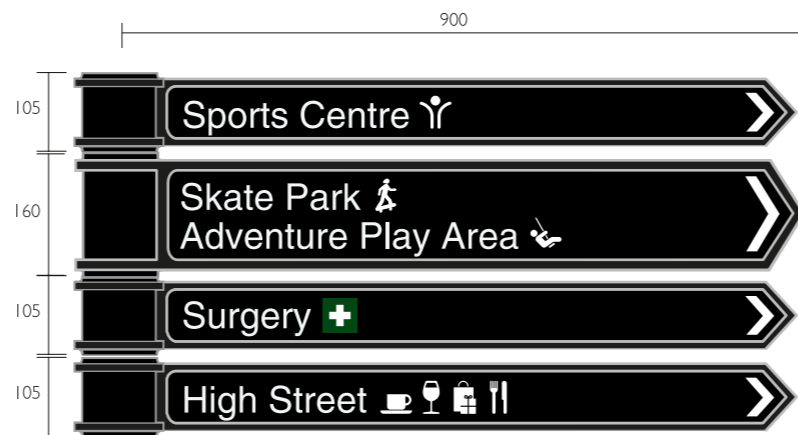 900
105
Sports Centre
160
Skate Park
Adventure Play Area
105
Surgery
105
High Street